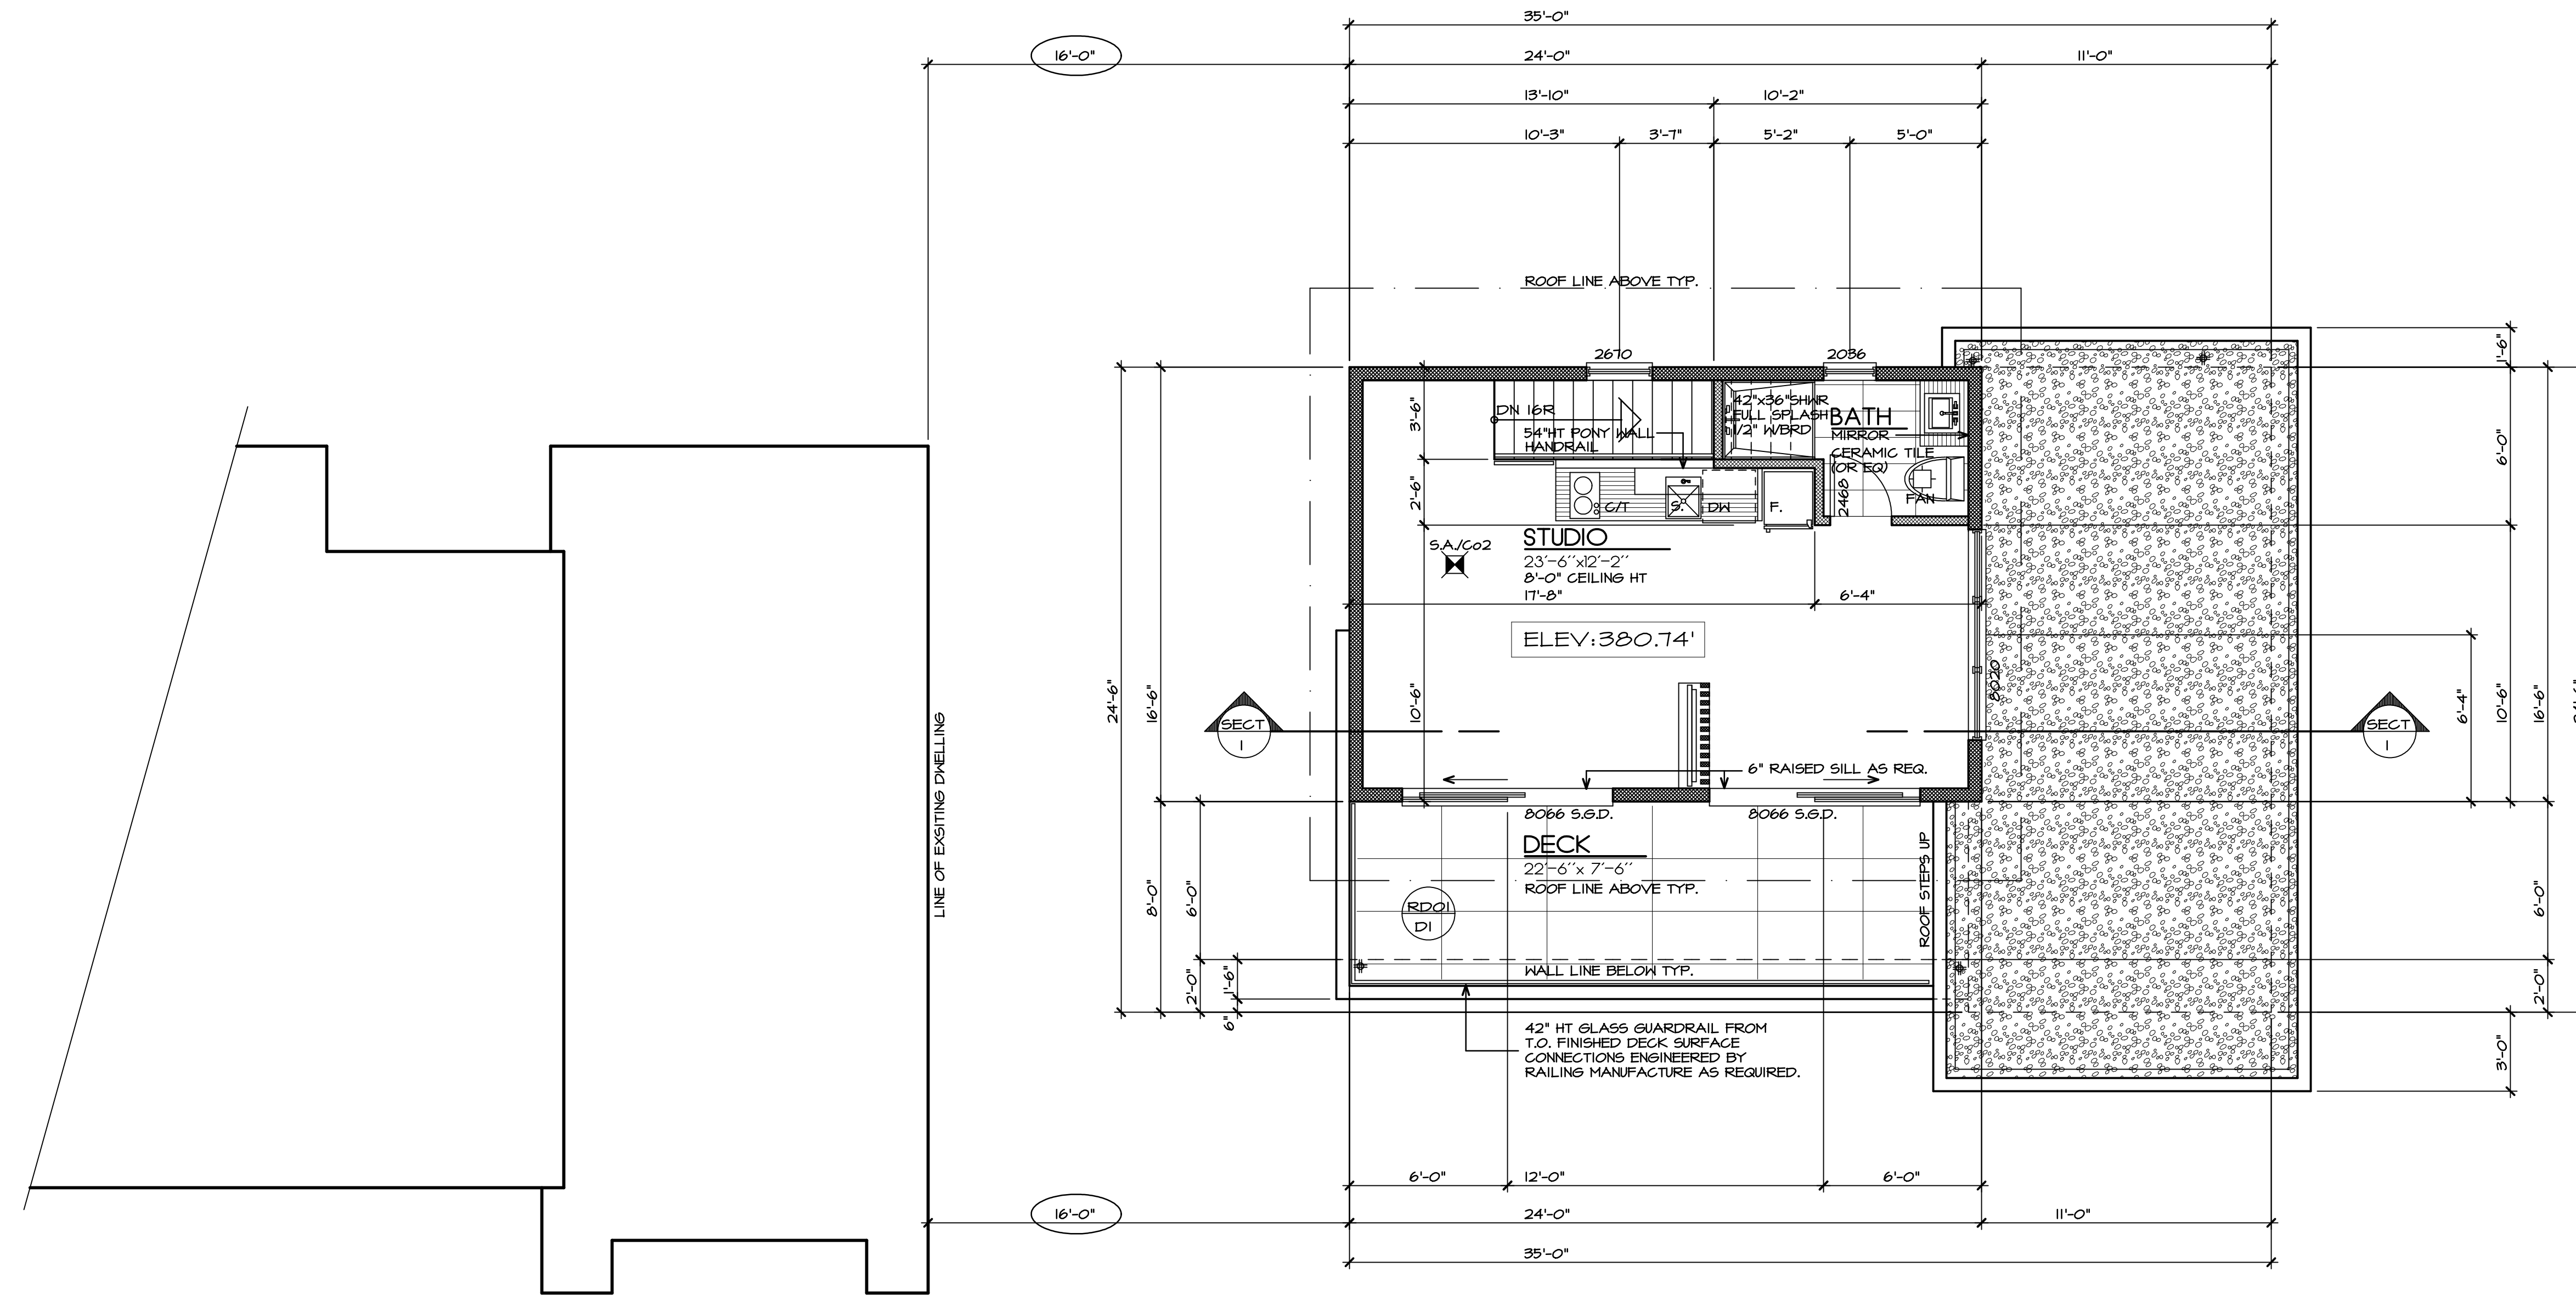 35'-0"
16'-0"
24'-0"
11'-0"
13'-10"
10'-2"
10'-3"
3'-7"
5'-2"
5'-0"
ROOF LINE ABOVE TYP.
2670
2036
1'-6"
DN 16R
54"HT PONY WALL
HANDRAIL
42"x36"SHWR
FULL SPLASH
1/2" W/BRD
BATH
MIRROR
CERAMIC TILE
(OR EQ)
3'-6"
6'-0"
2'-6"
C/T
S.
DW
F.
2468
FAN
S.A./Co2
STUDIO
23'-6''x12'-2''
8'-0" CEILING HT
17'-8"
6'-4"
ELEV:380.74'
8020
24'-6"
16'-6"
10'-6"
6'-4"
10'-6"
16'-6"
SECT
1
SECT
1
LINE OF EXSITING DWELLING
6" RAISED SILL AS REQ.
8066 S.G.D.
8066 S.G.D.
DECK
22'-6''x 7'-6''
ROOF LINE ABOVE TYP.
ROOF STEPS UP
RD01
D1
8'-0"
6'-0"
6'-0"
WALL LINE BELOW TYP.
2'-0"
1'-6"
6"
2'-0"
3'-0"
42" HT GLASS GUARDRAIL FROM
T.O. FINISHED DECK SURFACE
CONNECTIONS ENGINEERED BY
RAILING MANUFACTURE AS REQUIRED.
6'-0"
12'-0"
6'-0"
16'-0"
24'-0"
11'-0"
35'-0"